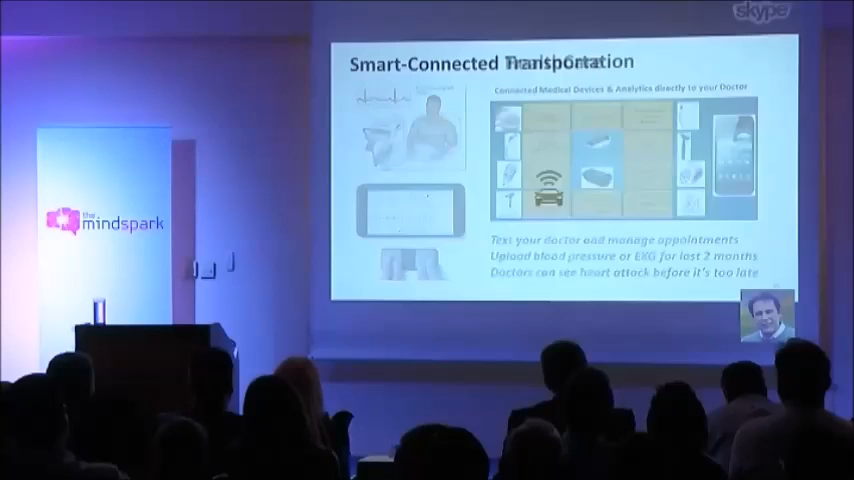 skype
Smart-Connected Transportation
Connected Medical Devices & Analytics directly to your Doctor
Text your doctor and manage appointments
Upload blood pressure or EKG for last 2 months
Doctors can see heart attack before it's too late
the
mindspark